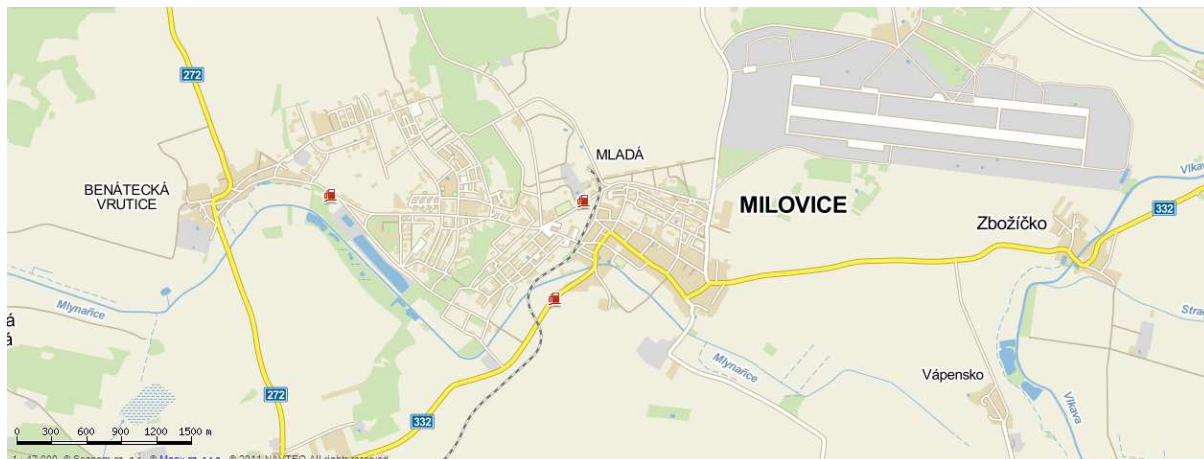 272
MLADÁ
BENÁTECKÁ
VRUTICE
MILOVICE
Vlkava
332
Zbožíčko
Mlynařice
Mlynařice
Vápensko
Vlkava
272
332
0 300 600 900 1200 1500 m